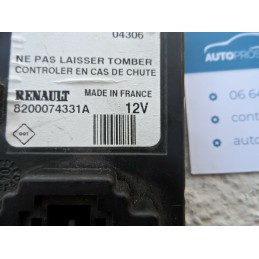 04306
NE PAS LAISSER TOMBER
CONTROLER EN CAS DE CHUTE
RENAULT MADE IN FRANCE
8200074331A 12V
AUTOPROS
06 64
cont
auto